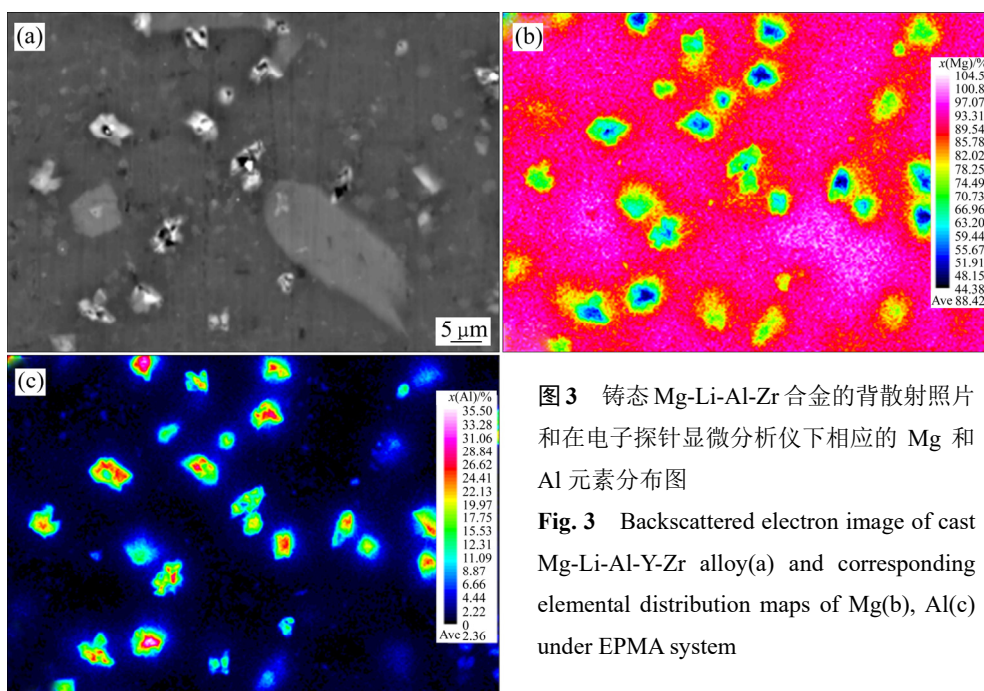 (a)
5 μm
(b)
x(Mg)/%
104.5
100.8
97.07
93.31
89.54
85.78
82.02
78.25
74.49
70.73
66.96
63.20
59.44
55.67
51.91
48.15
44.38
Ave 88.42
(c)
x(Al)/%
35.50
33.28
31.06
28.84
26.62
24.41
22.13
19.97
17.75
15.53
12.31
11.09
8.87
6.66
4.44
2.22
0
Ave 2.36
图 3 铸态 Mg-Li-Al-Zr 合金的背散射照片
和在电子探针显微分析仪下相应的 Mg 和
Al 元素分布图
Fig. 3 Backscattered electron image of cast
Mg-Li-Al-Y-Zr alloy(a) and corresponding
elemental distribution maps of Mg(b), Al(c)
under EPMA system